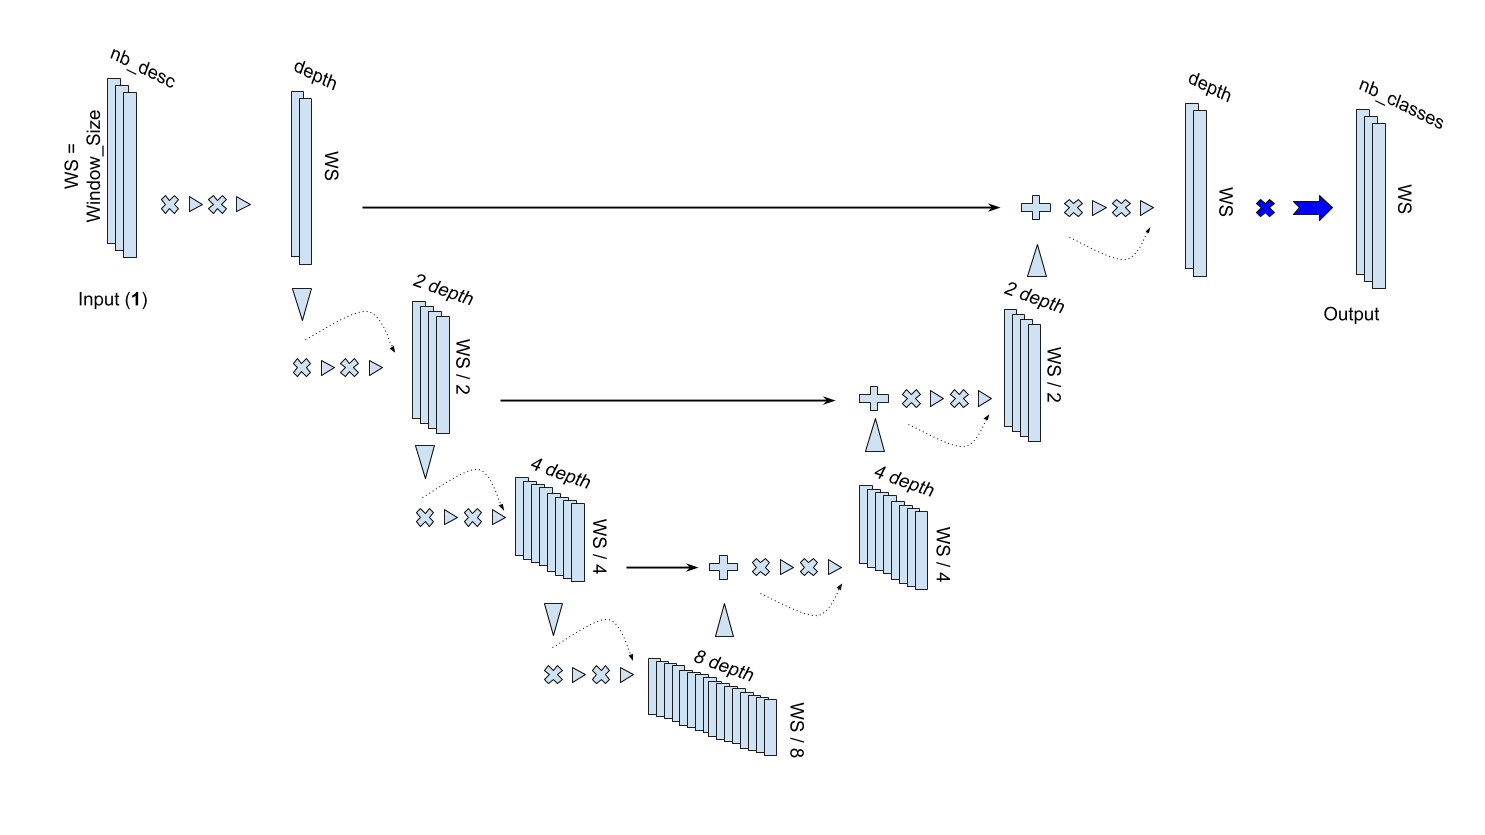 nb_desc
WS =
Window_Size
Input (1)
depth
WS
2 depth
WS / 2
4 depth
WS / 4
8 depth
WS / 8
4 depth
WS / 4
2 depth
WS / 2
depth
WS
nb_classes
WS
Output